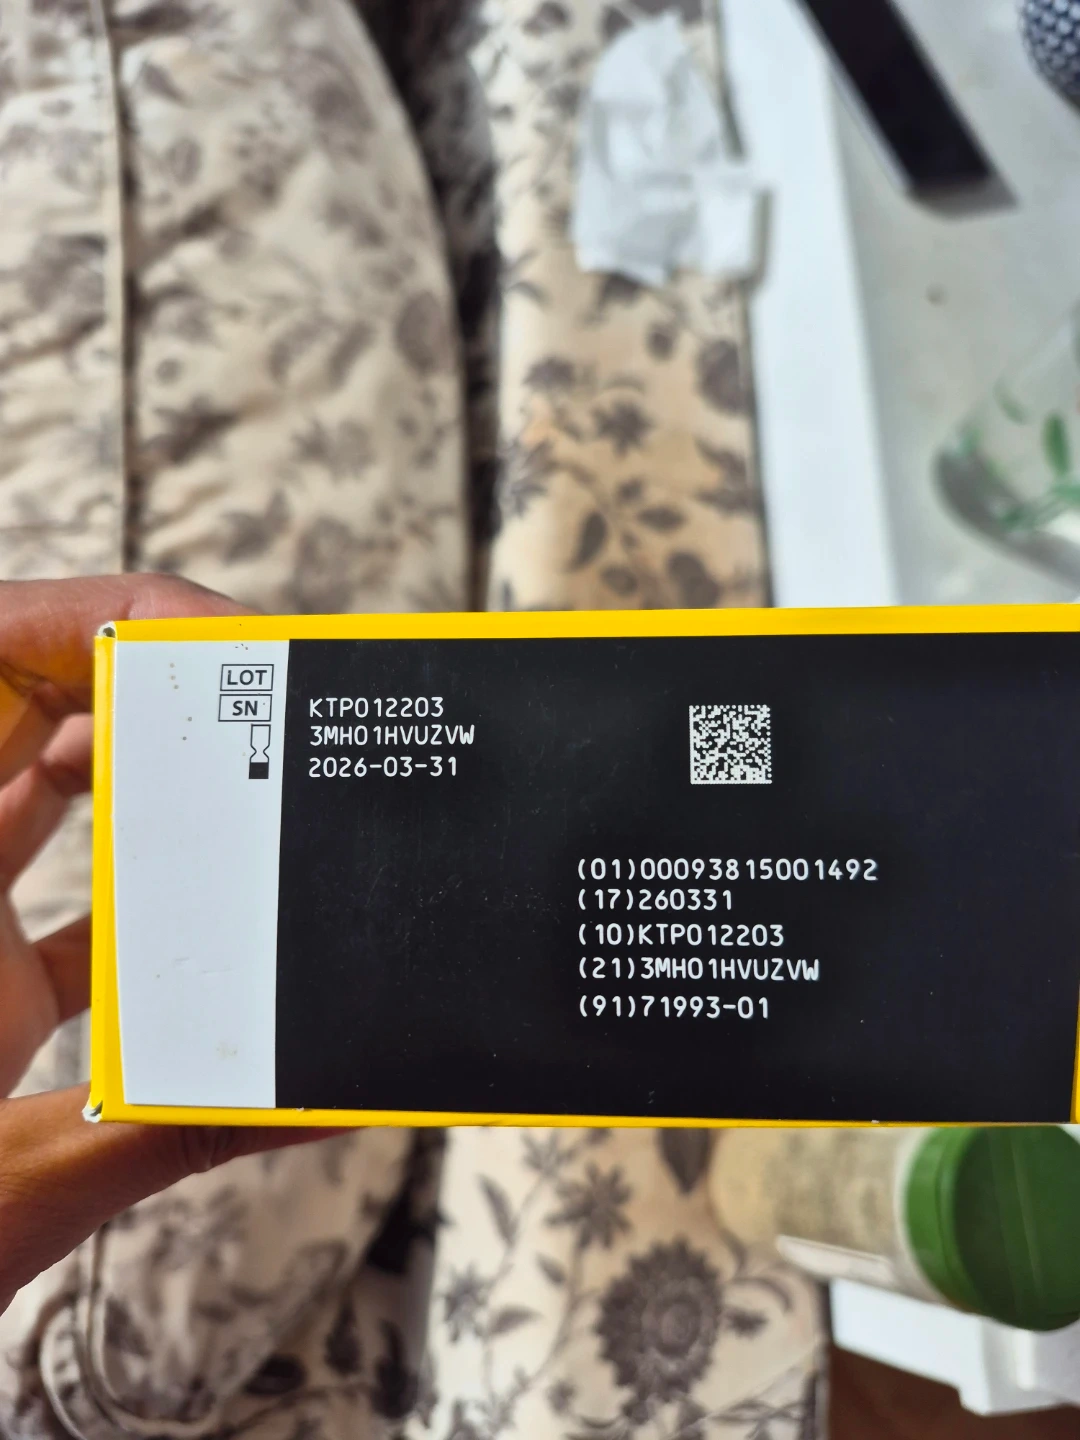 LOT
SN
KTP012203
3MH01HVUZVW
2026-03-31
(01)00093815001492
(17)260331
(10)KTP012203
(21)3MH01HVUZVW
(91)71993-01